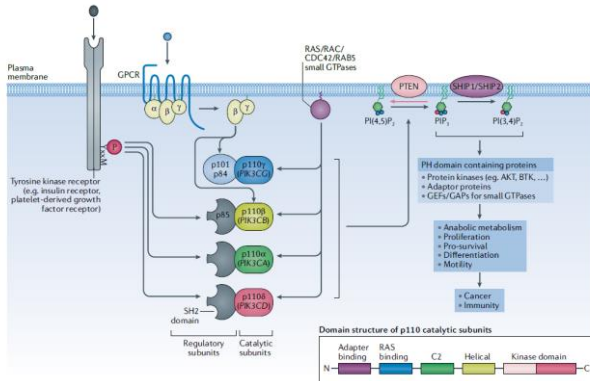 Plasma
membrane
GPCR
α
β
γ
β
γ
RAS/RAC/
CDC42/RAB5
small GTPases
PTEN
SHIP1/SHIP2
PI(4,5)P2
PIP3
PI(3,4)P2
YXXM
P
Tyrosine kinase receptor
(e.g. insulin receptor,
platelet-derived growth
factor receptor)
p101
p84
p110γ
(PIK3CG)
p85
p110β
(PIK3CB)
p110α
(PIK3CA)
p110δ
(PIK3CD)
SH2
domain
Regulatory
subunits
Catalytic
subunits
PH domain containing proteins
• Protein kinases (eg. AKT, BTK, ...)
• Adaptor proteins
• GEFs/GAPs for small GTPases
• Anabolic metabolism
• Proliferation
• Pro-survival
• Differentiation
• Motility
• Cancer
• Immunity
Domain structure of p110 catalytic subunits
Adapter
binding
RAS
binding
C2
Helical
Kinase domain
N
C